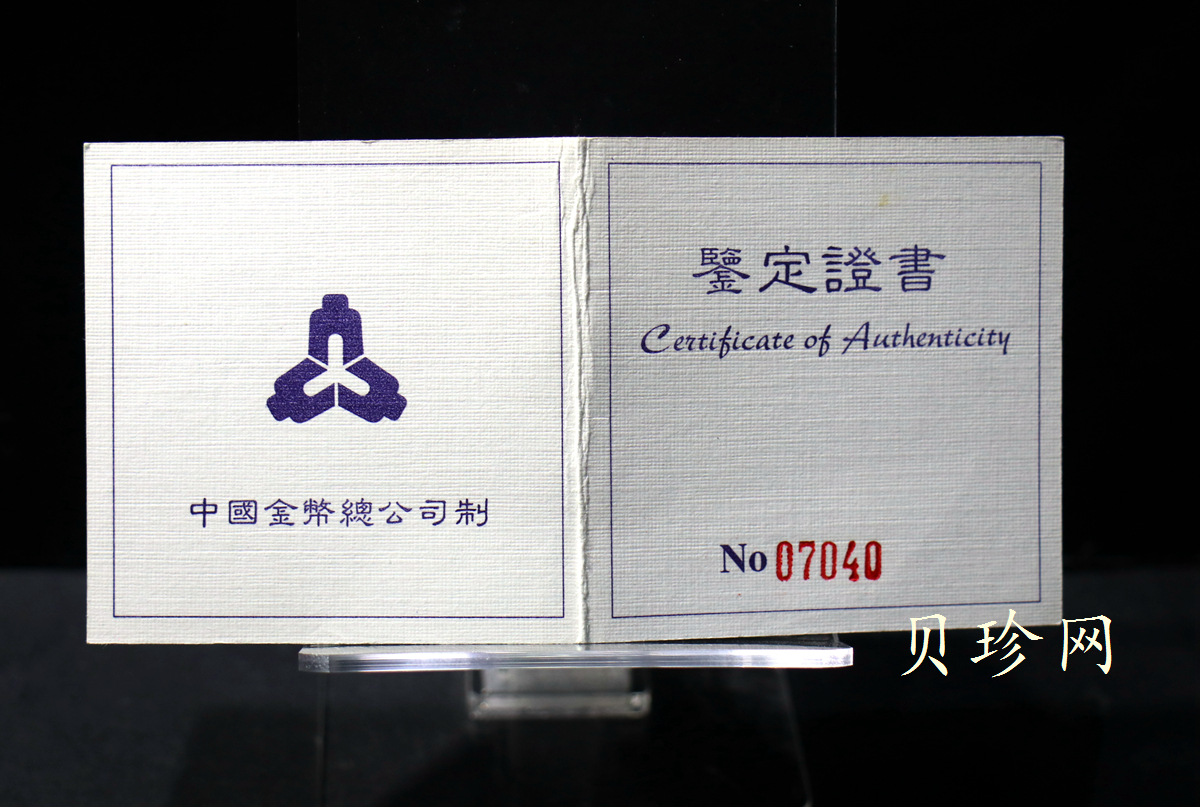 中國金幣總公司制
鑒定證書
Certificate of Authenticity
No 07040
贝珍网